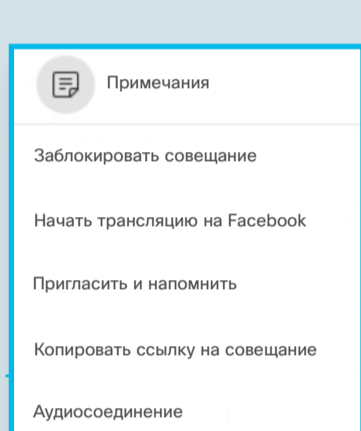 Примечания
Заблокировать совещание
Начать трансляцию на Facebook
Пригласить и напомнить
Копировать ссылку на совещание
Аудиосоединение